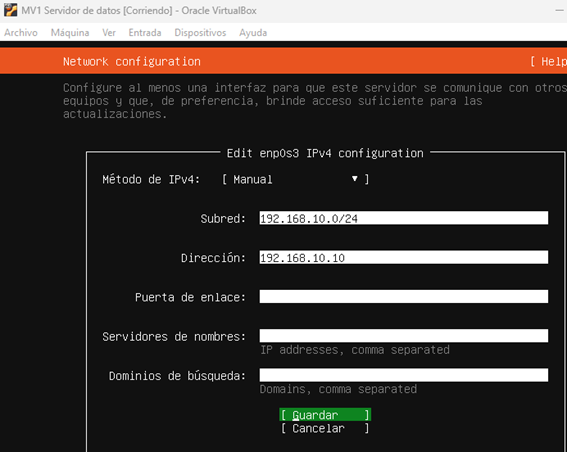 MV1 Servidor de datos [Corriendo] - Oracle VirtualBox
Archivo Máquina Ver Entrada Dispositivos Ayuda
Network configuration [ Help
Configure al menos una interfaz para que este servidor se comunique con otros
equipos y que, de preferencia, brinde acceso suficiente para las
actualizaciones.
Edit enp0s3 IPv4 configuration
Método de IPv4: [ Manual ▼ ]
Subred: 192.168.10.0/24
Dirección: 192.168.10.10
Puerta de enlace:
Servidores de nombres:
IP addresses, comma separated
Dominios de búsqueda:
Domains, comma separated
[ Guardar ]
[ Cancelar ]